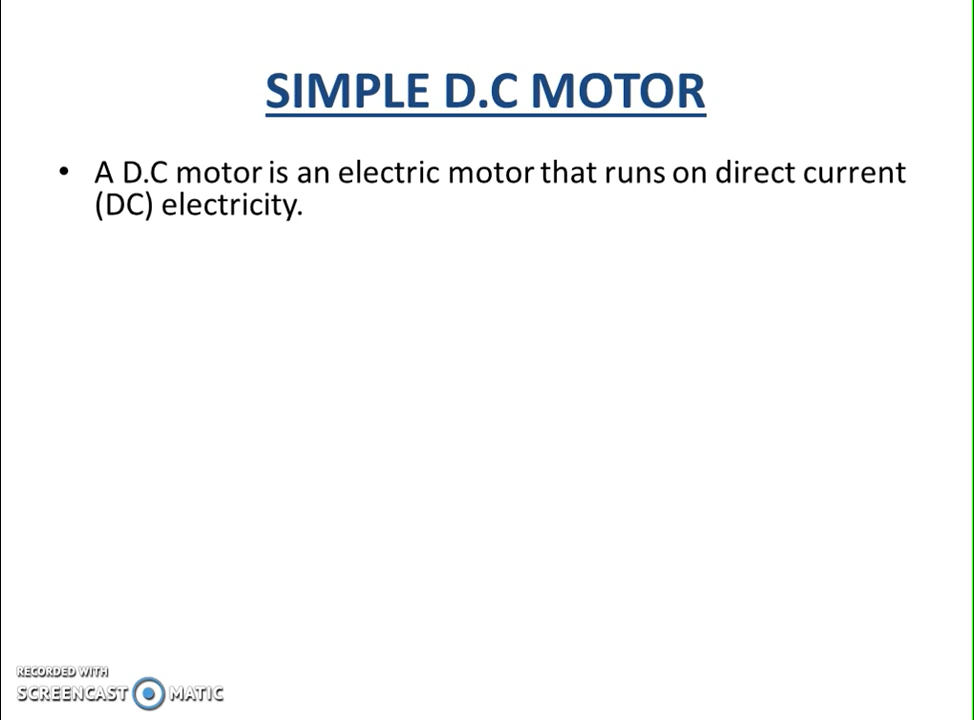 SIMPLE D.C MOTOR
• A D.C motor is an electric motor that runs on direct current
(DC) electricity.
RECORDED WITH
SCREENCAST MATIC